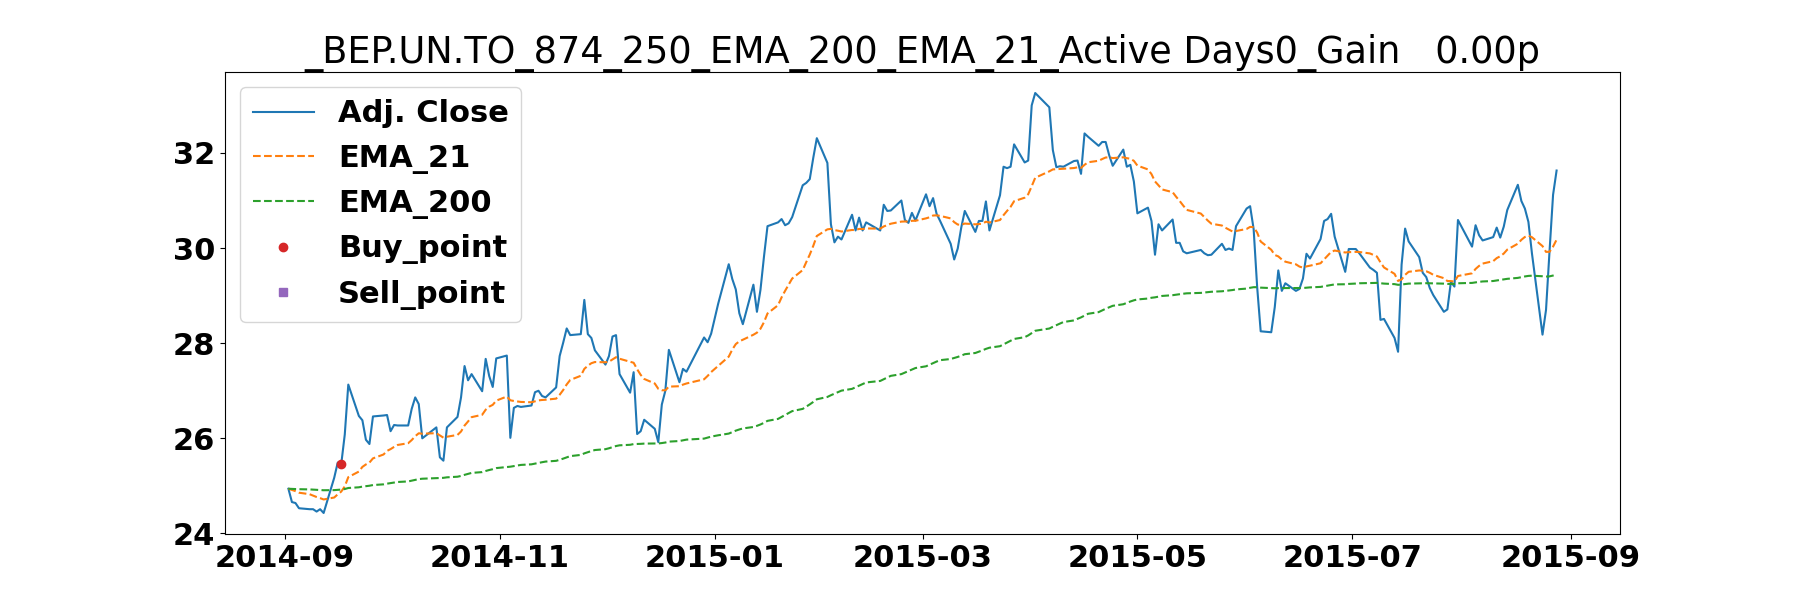 _BEP.UN.TO_874_250_EMA_200_EMA_21_Active Days0_Gain   0.00p
Adj. Close
EMA_21
EMA_200
Buy_point
Sell_point
32
30
28
26
24
2014-09 2014-11 2015-01 2015-03 2015-05 2015-07 2015-09